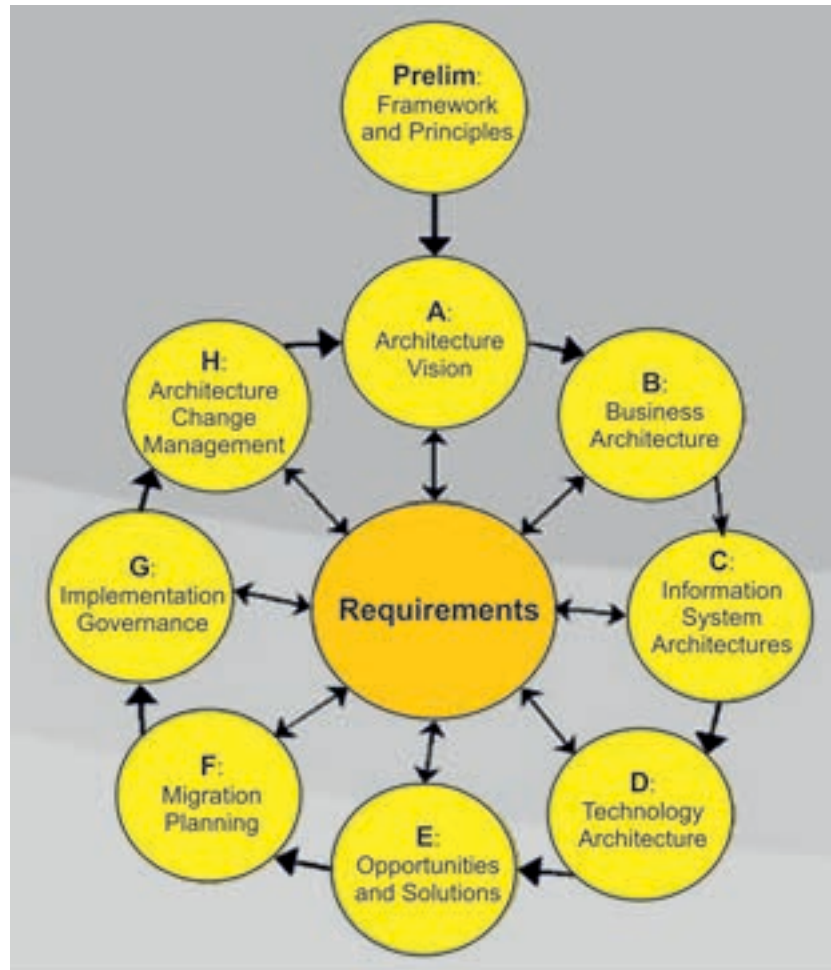 Prelim:
Framework
and Principles
A:
Architecture
Vision
H:
Architecture
Change
Management
B:
Business
Architecture
G:
Implementation
Governance
Requirements
C:
Information
System
Architectures
F:
Migration
Planning
D:
Technology
Architecture
E:
Opportunities
and Solutions